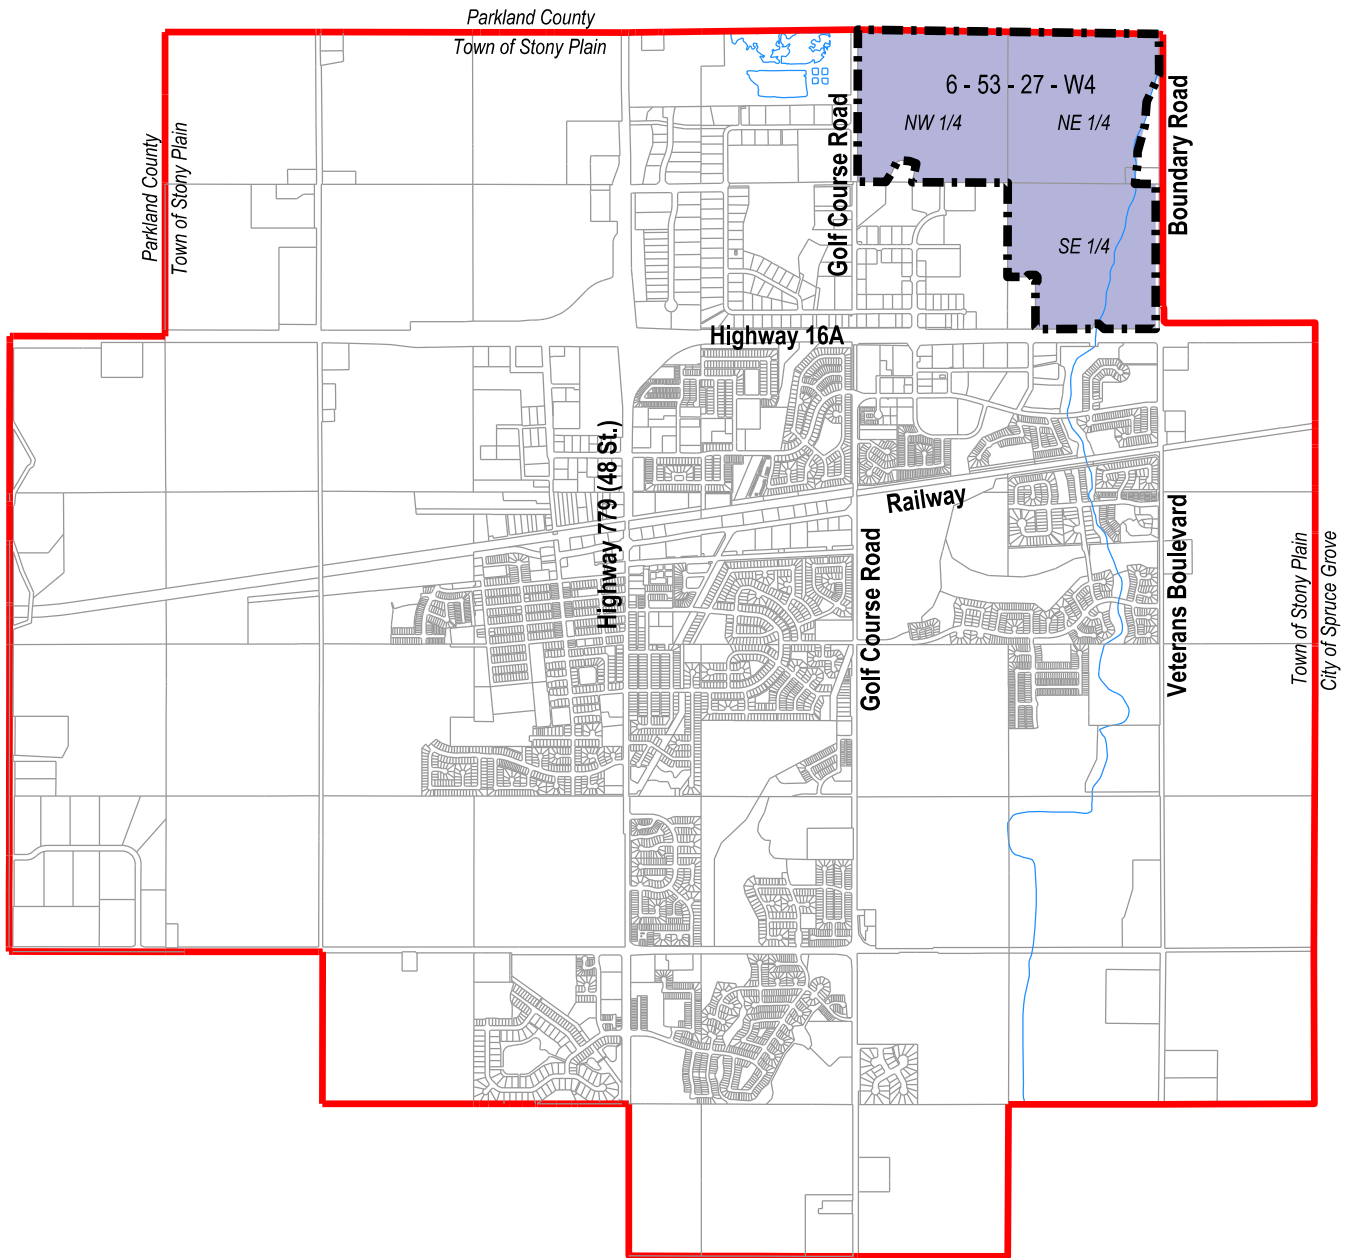 Parkland County
Town of Stony Plain
6 - 53 - 27 - W4
NW 1/4
NE 1/4
Parkland County
Town of Stony Plain
Golf Course Road
Boundary Road
SE 1/4
Highway 16A
Highway 779 (48 St.)
Railway
Golf Course Road
Veterans Boulevard
Town of Stony Plain
City of Spruce Grove